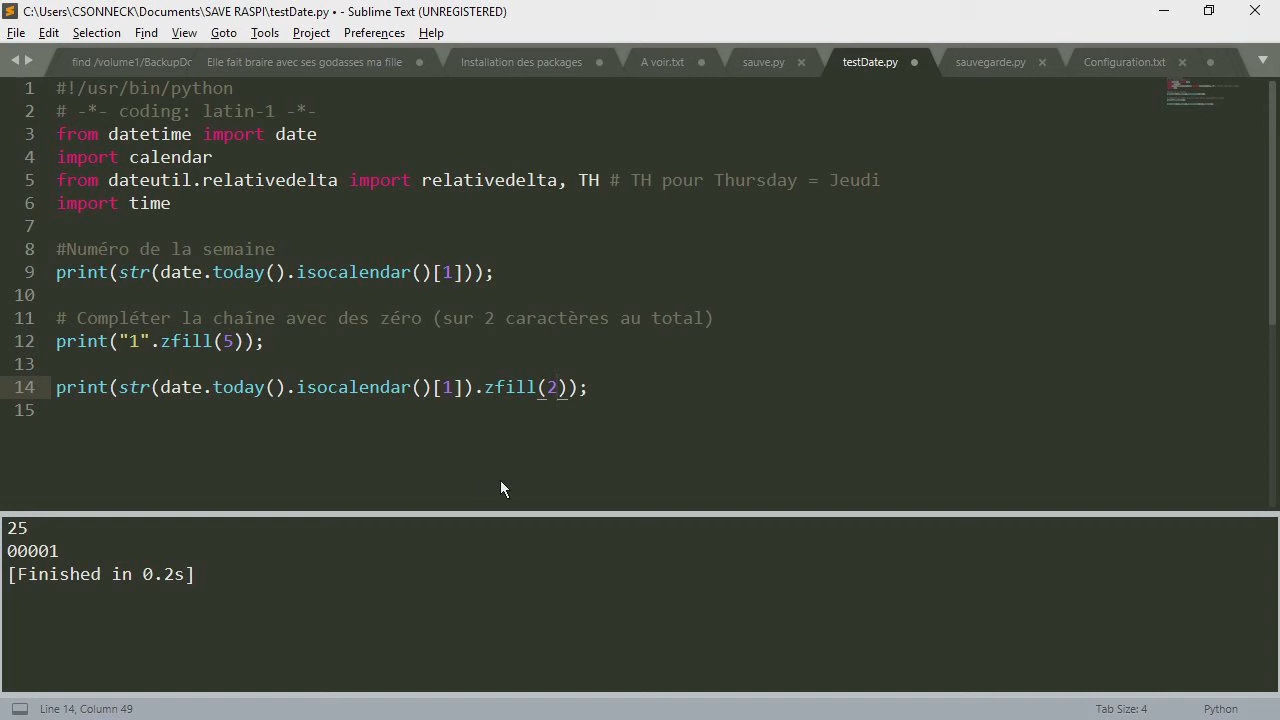 C:\Users\CSONNECK\Documents\SAVE RASPI\testDate.py • - Sublime Text (UNREGISTERED)
File Edit Selection Find View Goto Tools Project Preferences Help
find /volume1/BackupDr Elle fait braire avec ses godasses ma fille Installation des packages A voir.txt sauve.py testDate.py sauvegarde.py Configuration.txt
1 #!/usr/bin/python
2 # -*- coding: latin-1 -*-
3 from datetime import date
4 import calendar
5 from dateutil.relativedelta import relativedelta, TH # TH pour Thursday = Jeudi
6 import time
7
8 #Numéro de la semaine
9 print(str(date.today().isocalendar()[1]));
10
11 # Compléter la chaîne avec des zéro (sur 2 caractères au total)
12 print("1".zfill(5));
13
14 print(str(date.today().isocalendar()[1]).zfill(2));
15
25
00001
[Finished in 0.2s]
Line 14, Column 49 Tab Size: 4 Python